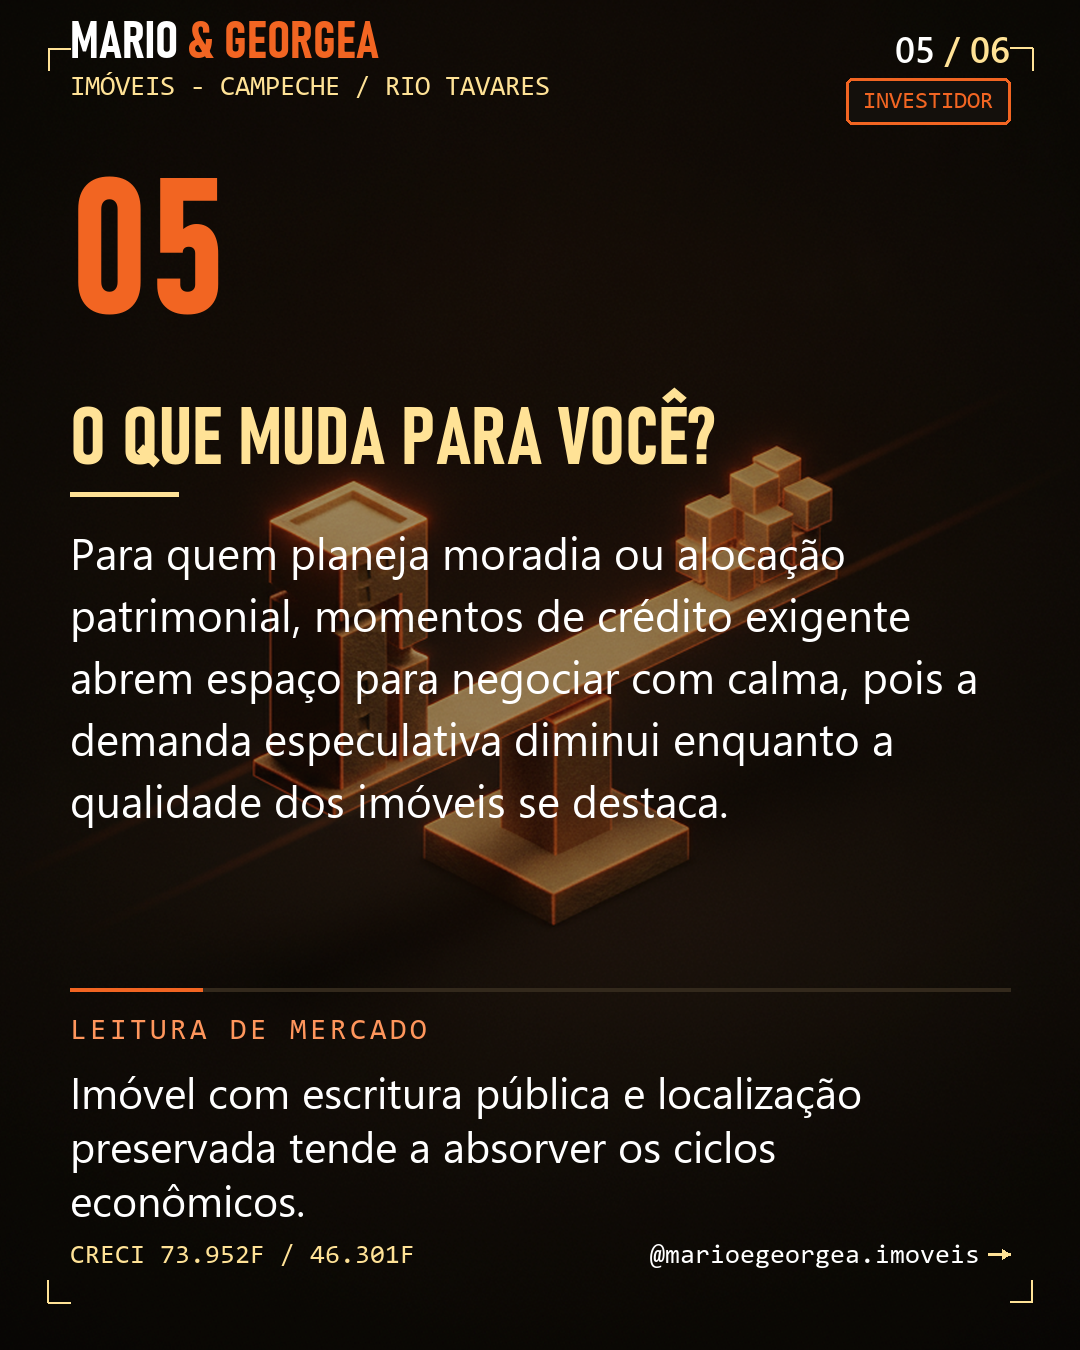 MARIO & GEORGEA
IMÓVEIS - CAMPECHE / RIO TAVARES
05 / 06
INVESTIDOR
05
O QUE MUDA PARA VOCÊ?
Para quem planeja moradia ou alocação
patrimonial, momentos de crédito exigente
abrem espaço para negociar com calma, pois a
demanda especulativa diminui enquanto a
qualidade dos imóveis se destaca.
LEITURA DE MERCADO
Imóvel com escritura pública e localização
preservada tende a absorver os ciclos
econômicos.
CRECI 73.952F / 46.301F
@marioegeorgea.imoveis →